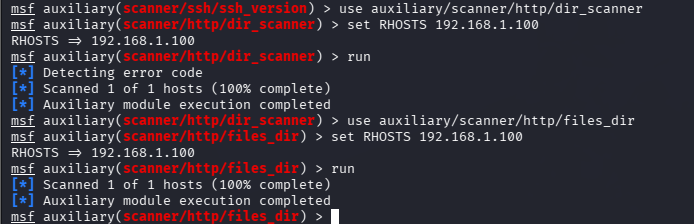 msf auxiliary(scanner/ssh/ssh_version) > use auxiliary/scanner/http/dir_scanner
msf auxiliary(scanner/http/dir_scanner) > set RHOSTS 192.168.1.100
RHOSTS => 192.168.1.100
msf auxiliary(scanner/http/dir_scanner) > run
[*] Detecting error code
[*] Scanned 1 of 1 hosts (100% complete)
[*] Auxiliary module execution completed
msf auxiliary(scanner/http/dir_scanner) > use auxiliary/scanner/http/files_dir
msf auxiliary(scanner/http/files_dir) > set RHOSTS 192.168.1.100
RHOSTS => 192.168.1.100
msf auxiliary(scanner/http/files_dir) > run
[*] Scanned 1 of 1 hosts (100% complete)
[*] Auxiliary module execution completed
msf auxiliary(scanner/http/files_dir) >